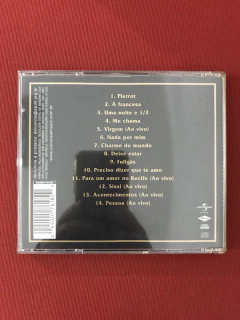 1. Pierrot
2. À francesa
3. Uma noite e 1/2
4. Me chama
5. Virgem (Ao vivo)
6. Nada por mim
7. Charme do mundo
8. Deixe estar
9. Fullgás
10. Preciso dizer que te amo
11. Para um amor no Recife (Ao vivo)
12. Sissi (Ao vivo)
13. Acontecimentos (Ao vivo)
14. Pessoa (Ao vivo)